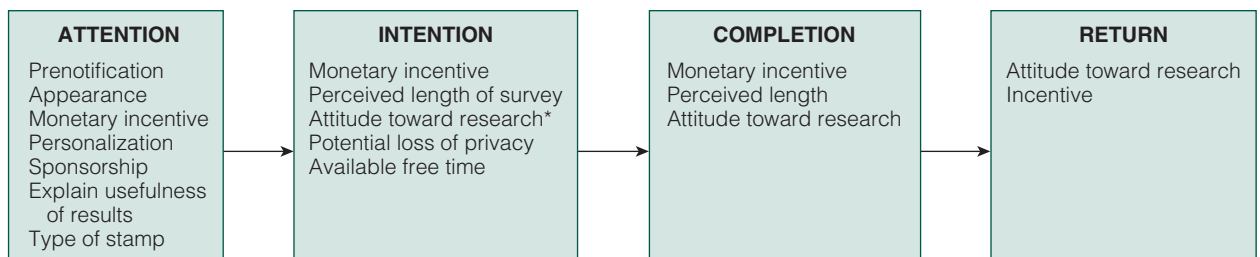 ATTENTION
Prenotification
Appearance
Monetary incentive
Personalization
Sponsorship
Explain usefulness
of results
Type of stamp
INTENTION
Monetary incentive
Perceived length of survey
Attitude toward research*
Potential loss of privacy
Available free time
COMPLETION
Monetary incentive
Perceived length
Attitude toward research
RETURN
Attitude toward research
Incentive